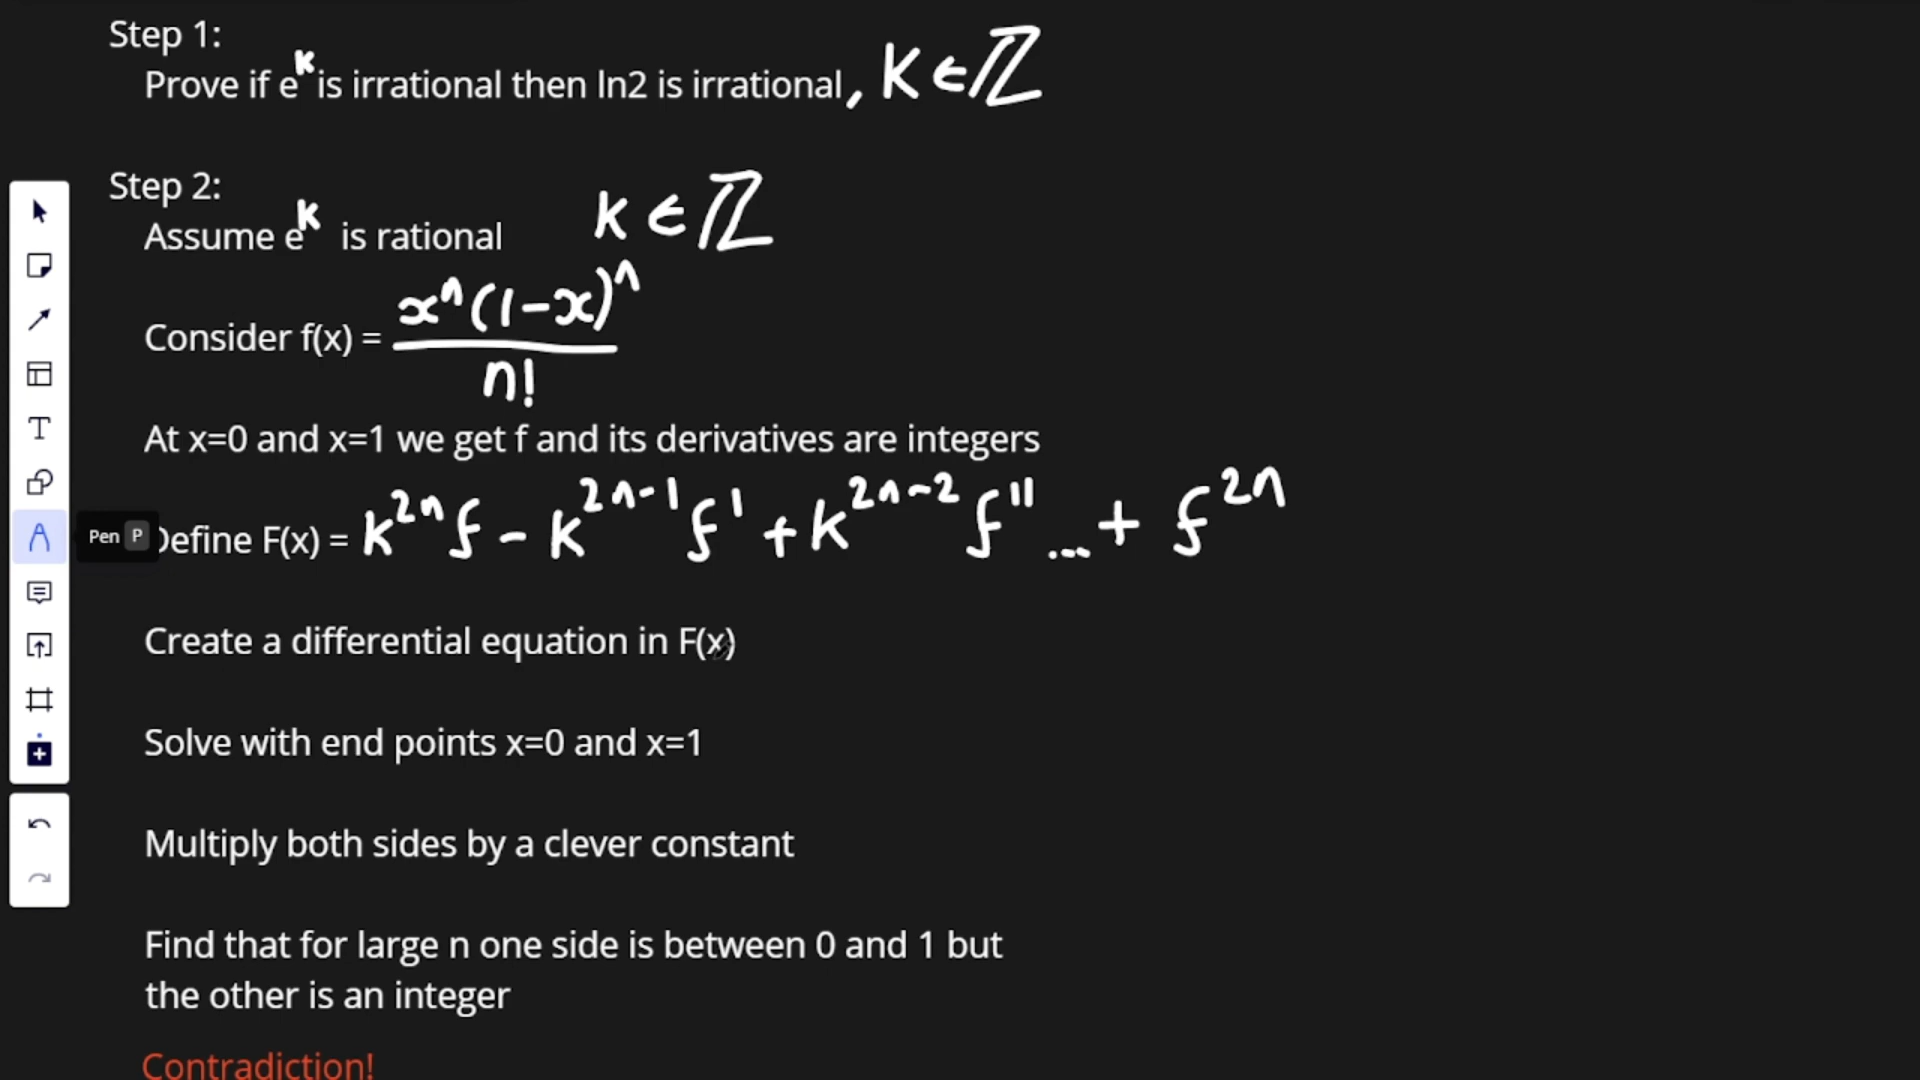 Step 1:
Prove if e^k is irrational then ln2 is irrational, k ∈ ℤ
Step 2:
Assume e^k is rational k ∈ ℤ
Consider f(x) = x^n(1-x)^n / n!
At x=0 and x=1 we get f and its derivatives are integers
Pen P
Define F(x) = k^2n f - k^2n-1 f' + k^2n-2 f'' ... + f^2n
Create a differential equation in F(x)
Solve with end points x=0 and x=1
Multiply both sides by a clever constant
Find that for large n one side is between 0 and 1 but
the other is an integer
Contradiction!